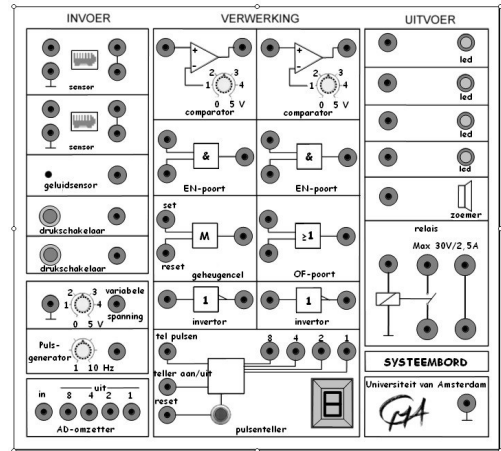 INVOER
VERWERKING
UITVOER
sensor
sensor
geluidsensor
drukschakelaar
drukschakelaar
1 2 3 4
0 5 V
variabele
spanning
Puls-
generator
1 10 Hz
in
uit
8 4 2 1
AD-omzetter
+
-
1 2 3 4
0 5 V
comparator
+
-
1 2 3 4
0 5 V
comparator
&
EN-poort
&
EN-poort
set
M
reset
geheugencel
≥1
OF-poort
1
invertor
1
invertor
tel pulsen
8 4 2 1
teller aan/uit
reset
8
pulsenteller
led
led
led
led
zoemer
relais
Max 30V/2,5A
SYSTEEMBORD
Universiteit van Amsterdam
CMA